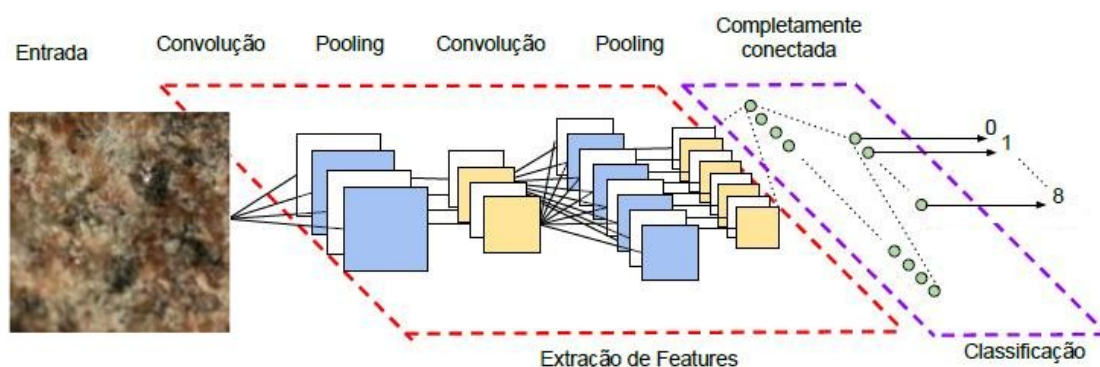 Entrada
Convolução
Pooling
Convolução
Pooling
Completamente
conectada
0
1
8
Extração de Features
Classificação